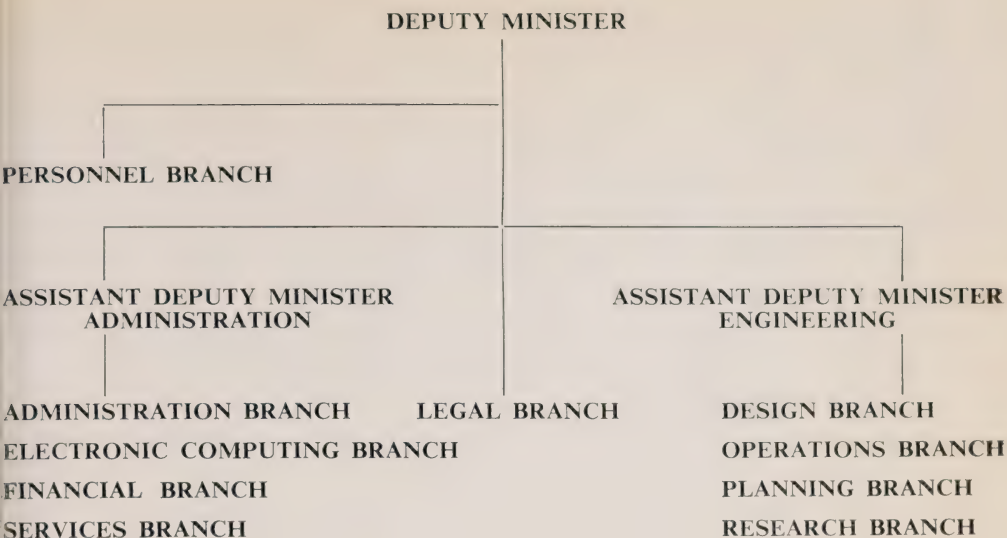 DEPUTY MINISTER
PERSONNEL BRANCH
ASSISTANT DEPUTY MINISTER
ADMINISTRATION
ASSISTANT DEPUTY MINISTER
ENGINEERING
ADMINISTRATION BRANCH
ELECTRONIC COMPUTING BRANCH
FINANCIAL BRANCH
SERVICES BRANCH
LEGAL BRANCH
DESIGN BRANCH
OPERATIONS BRANCH
PLANNING BRANCH
RESEARCH BRANCH